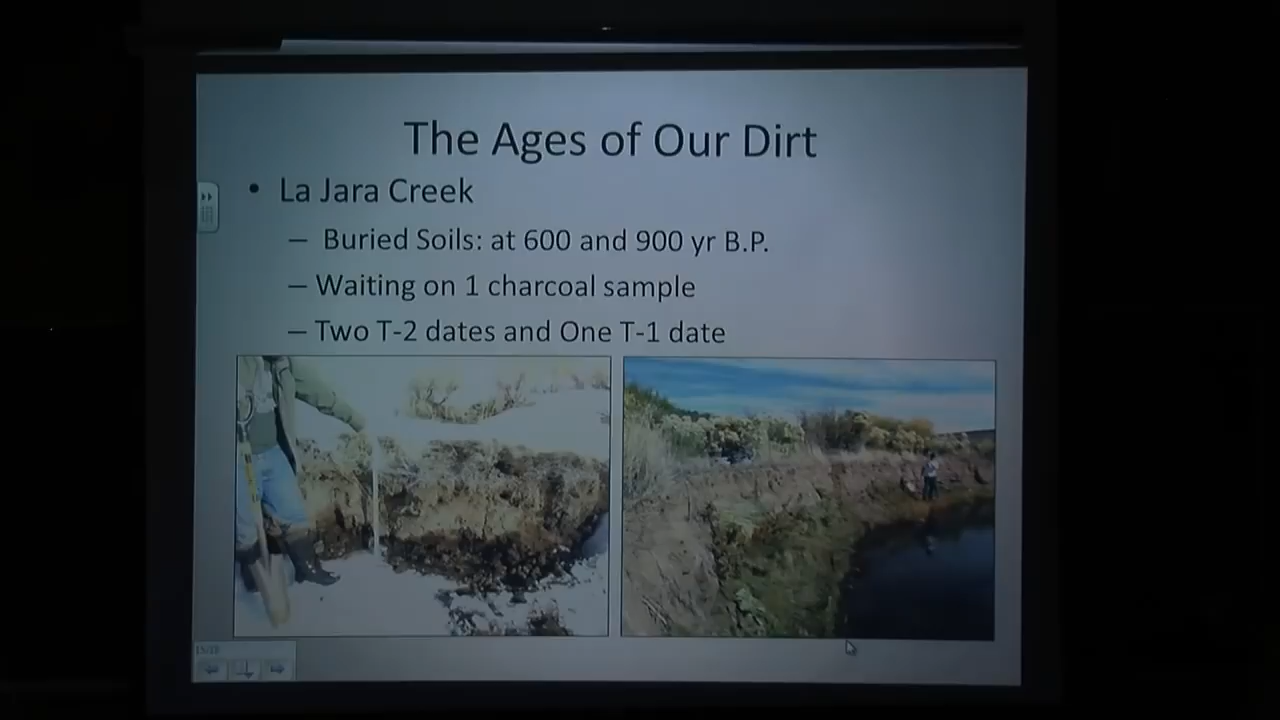 The Ages of Our Dirt
• La Jara Creek
– Buried Soils: at 600 and 900 yr B.P.
– Waiting on 1 charcoal sample
– Two T-2 dates and One T-1 date